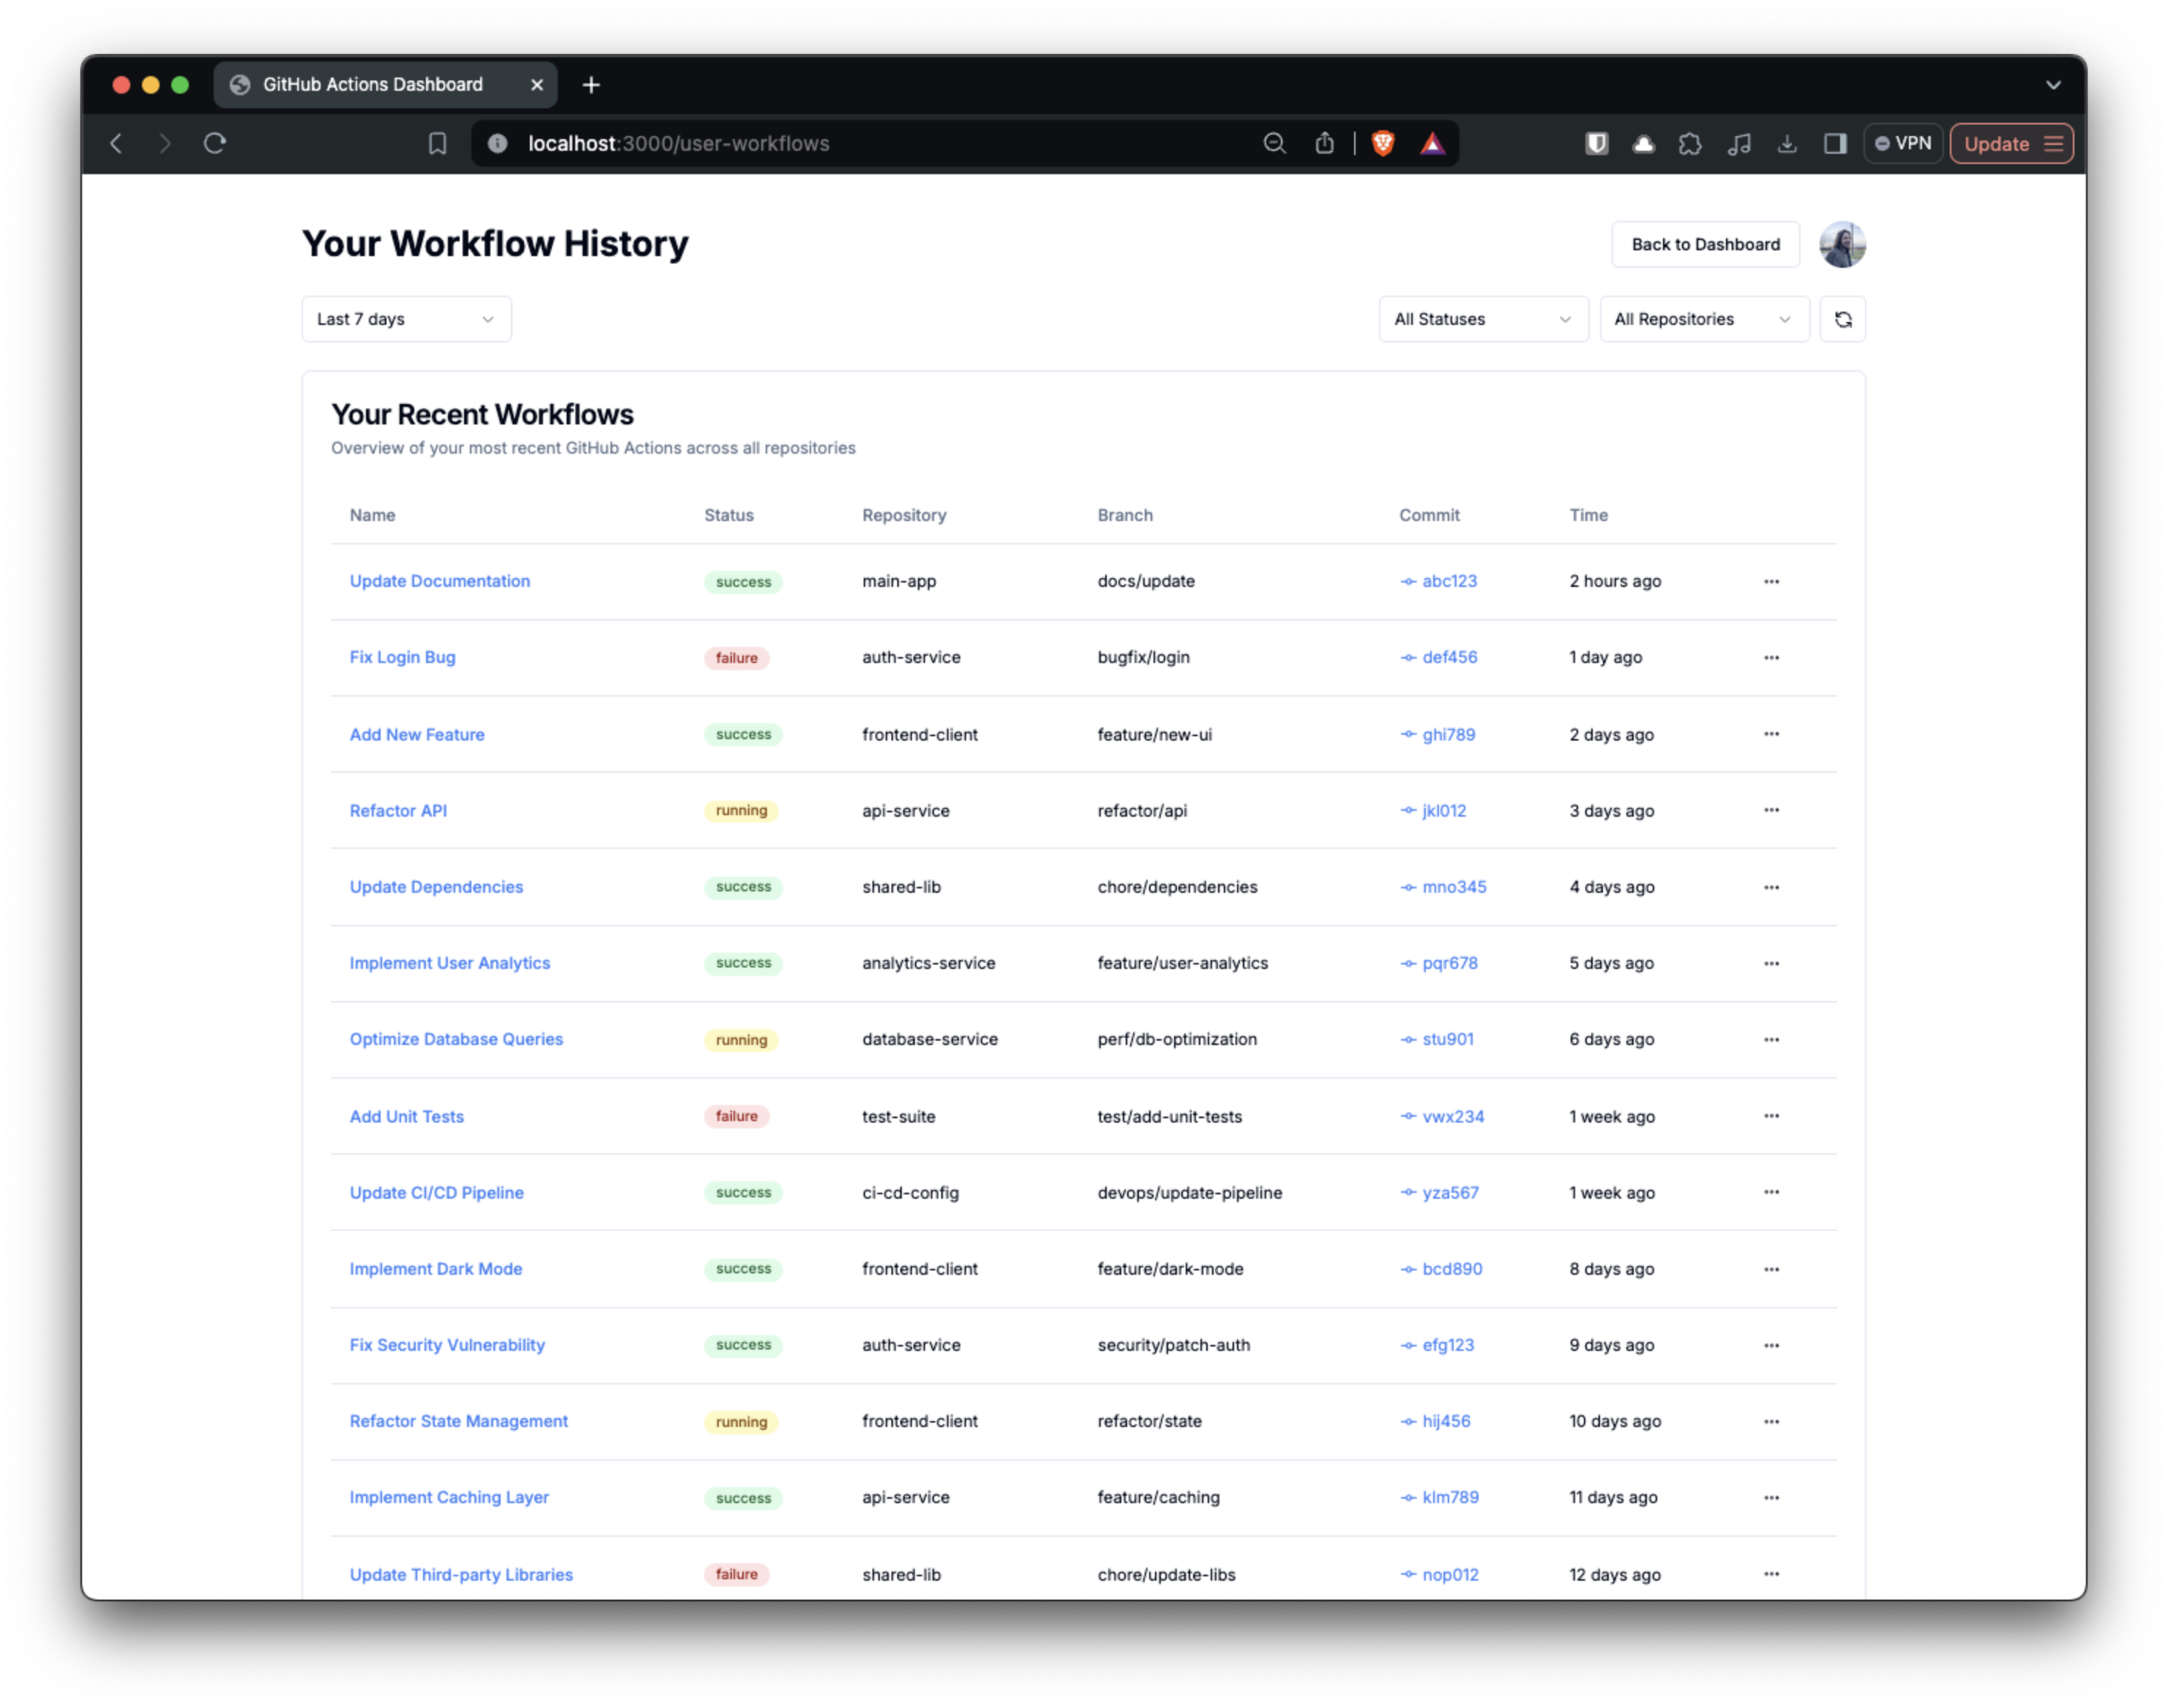 GitHub Actions Dashboard
localhost:3000/user-workflows
VPN
Update
Your Workflow History
Back to Dashboard
Last 7 days
All Statuses
All Repositories
Your Recent Workflows
Overview of your most recent GitHub Actions across all repositories
Name Status Repository Branch Commit Time
Update Documentation success main-app docs/update abc123 2 hours ago
Fix Login Bug failure auth-service bugfix/login def456 1 day ago
Add New Feature success frontend-client feature/new-ui ghi789 2 days ago
Refactor API running api-service refactor/api jkl012 3 days ago
Update Dependencies success shared-lib chore/dependencies mno345 4 days ago
Implement User Analytics success analytics-service feature/user-analytics pqr678 5 days ago
Optimize Database Queries running database-service perf/db-optimization stu901 6 days ago
Add Unit Tests failure test-suite test/add-unit-tests vwx234 1 week ago
Update CI/CD Pipeline success ci-cd-config devops/update-pipeline yza567 1 week ago
Implement Dark Mode success frontend-client feature/dark-mode bcd890 8 days ago
Fix Security Vulnerability success auth-service security/patch-auth efg123 9 days ago
Refactor State Management running frontend-client refactor/state hij456 10 days ago
Implement Caching Layer success api-service feature/caching klm789 11 days ago
Update Third-party Libraries failure shared-lib chore/update-libs nop012 12 days ago